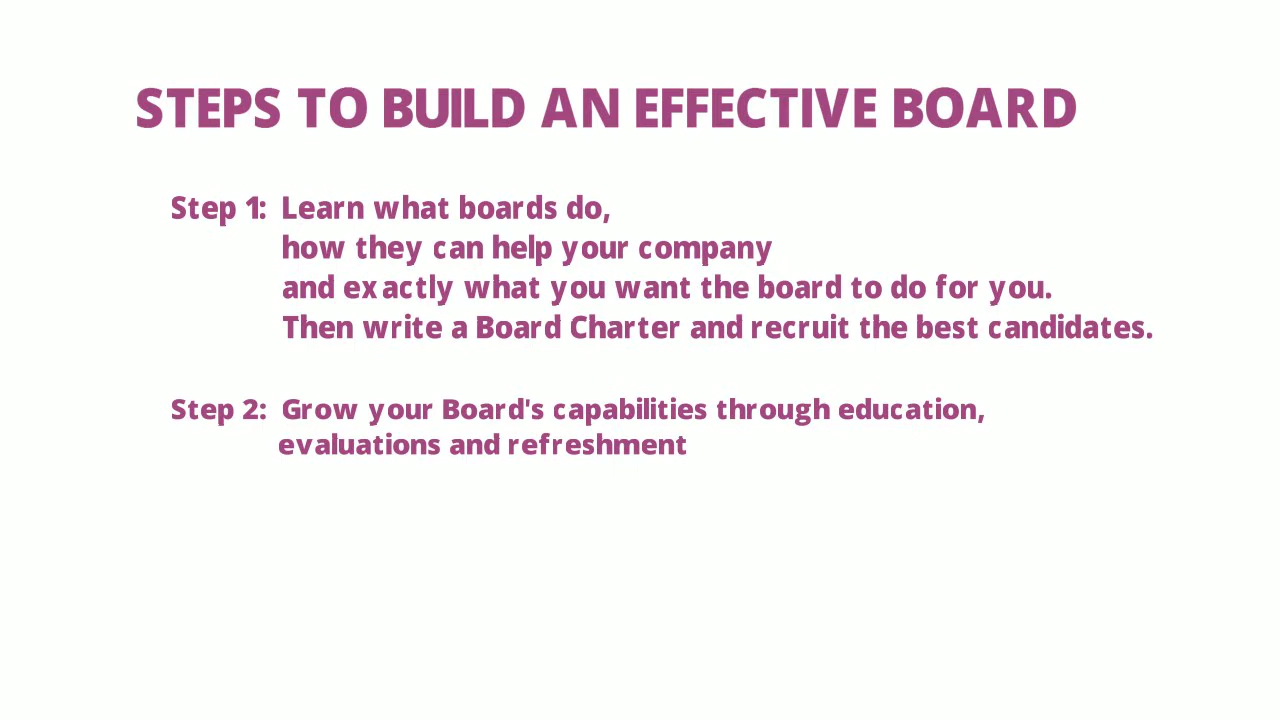 STEPS TO BUILD AN EFFECTIVE BOARD
Step 1: Learn what boards do,
how they can help your company
and exactly what you want the board to do for you.
Then write a Board Charter and recruit the best candidates.
Step 2: Grow your Board's capabilities through education,
evaluations and refreshment